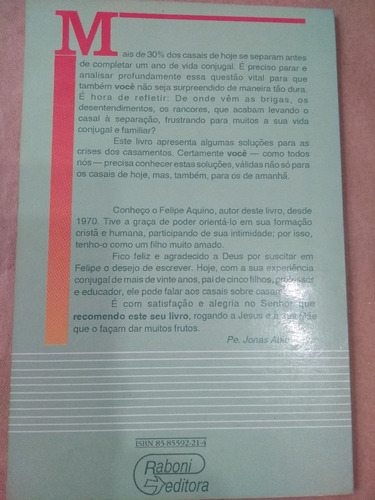 Mais de 30% dos casais de hoje se separam antes
de completar um ano de vida conjugal. É preciso parar e
analisar profundamente essa questão vital para que
também você não seja surpreendido de maneira tão dura.
É hora de refletir: De onde vêm as brigas, os
desentendimentos, os rancores, que acabam levando o
casal à separação, frustrando para muitos a sua vida
conjugal e familiar?
Este livro apresenta algumas soluções para as
crises dos casamentos. Certamente você — como todos
nós — precisa conhecer estas soluções, válidas não só para
os casais de hoje, mas, também, para os de amanhã.
Conheço o Felipe Aquino, autor deste livro, desde
1970. Tive a graça de poder orientá-lo em sua formação
cristã e humana, participando de sua intimidade; por isso,
tenho-o como um filho muito amado.
Fico feliz e agradecido a Deus por suscitar em
Felipe o desejo de escrever. Hoje, com a sua experiência
conjugal de mais de vinte anos, pai de cinco filhos, professor
e educador, ele pode falar aos casais sobre casamento.
É com satisfação e alegria no Senhor que
recomendo este seu livro, rogando a Jesus e à sua Mãe
que o façam dar muitos frutos.
Pe. Jonas
ISBN 85-85592-21-4
Raboni
editora